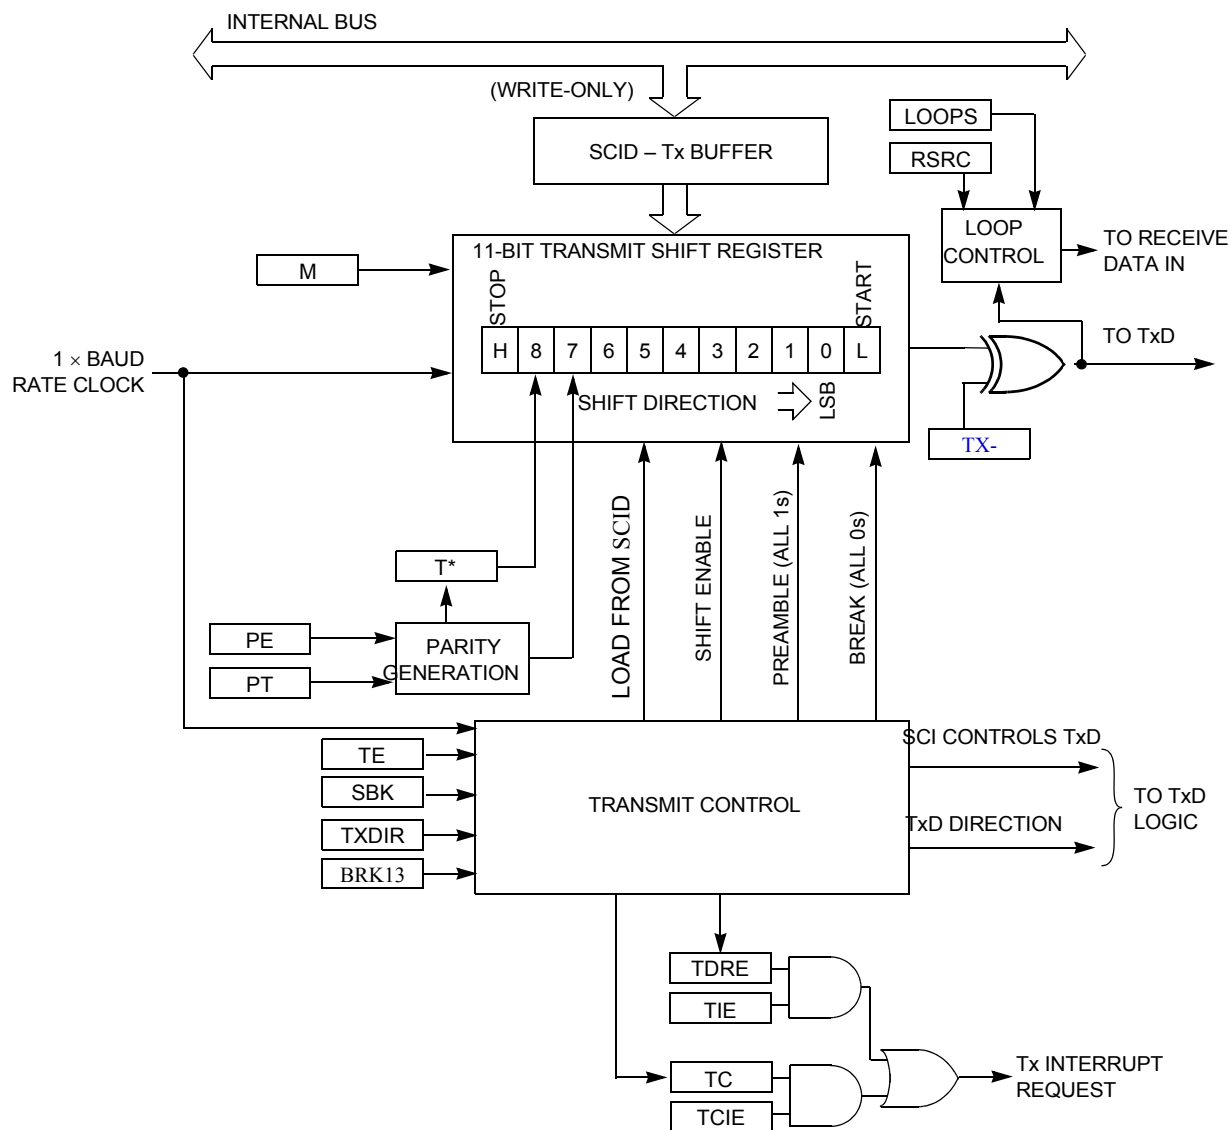 INTERNAL BUS
(WRITE-ONLY)
SCID – Tx BUFFER
LOOPS
RSRC
LOOP
CONTROL
TO RECEIVE
DATA IN
11-BIT TRANSMIT SHIFT REGISTER
M
STOP
START
H 8 7 6 5 4 3 2 1 0 L
1 × BAUD
RATE CLOCK
TO TxD
SHIFT DIRECTION
LSB
TX-
LOAD FROM SCID
SHIFT ENABLE
PREAMBLE (ALL 1s)
BREAK (ALL 0s)
T*
PE
PT
PARITY
GENERATION
TE
SBK
TXDIR
BRK13
TRANSMIT CONTROL
SCI CONTROLS TxD
TxD DIRECTION
TO TxD
LOGIC
TDRE
TIE
TC
TCIE
Tx INTERRUPT
REQUEST